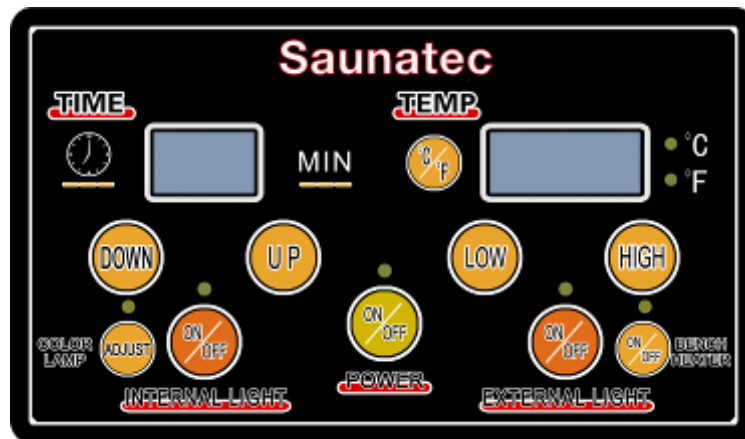 Saunatec
TIME
TEMP
MIN
°C/°F
°C
°F
DOWN
UP
LOW
HIGH
COLOR LAMP
ADJUST
ON/OFF
INTERNAL LIGHT
ON/OFF
POWER
ON/OFF
EXTERNAL LIGHT
ON/OFF
BENCH HEATER